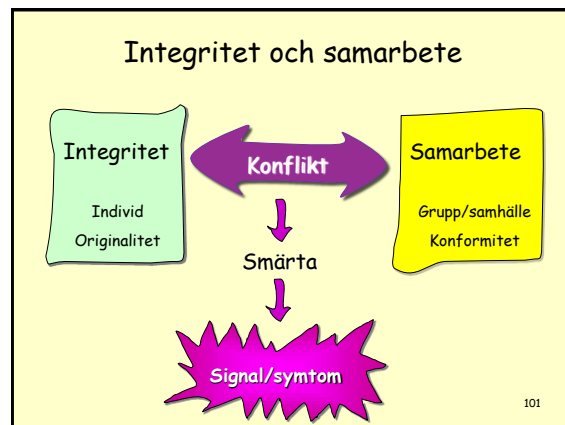 Integritet och samarbete
Integritet
Individ
Originalitet
Konflikt
Samarbete
Grupp/samhälle
Konformitet
Smärta
Signal/symtom
101